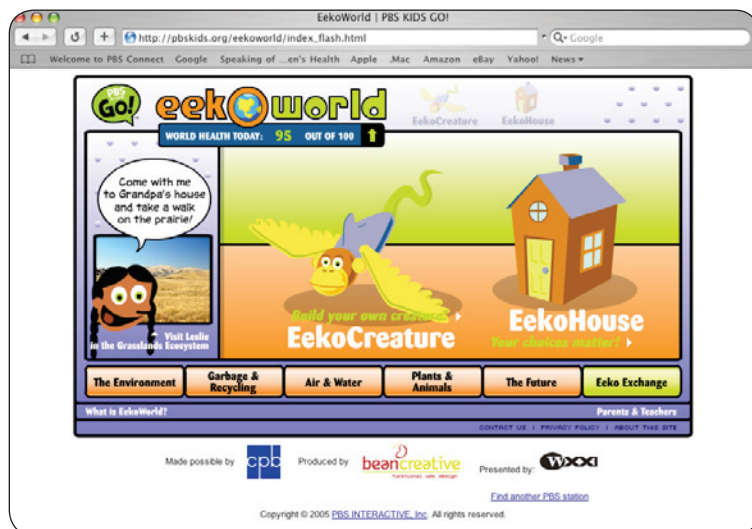 EekoWorld | PBS KIDS GO!
http://pbskids.org/eekoworld/index_flash.html
Google
Welcome to PBS Connect Google Speaking of ...en's Health Apple .Mac Amazon eBay Yahoo! News
PBS
GO!
eekoworld
EekoCreature
EekoHouse
WORLD HEALTH TODAY: 95 OUT OF 100
Come with me
to Grandpa's house
and take a walk
on the prairie!
Visit Leslie
in the Grasslands Ecosystem
Build your own creature!
EekoCreature
EekoHouse
Your choices matter!
The Environment
Garbage &
Recycling
Air & Water
Plants &
Animals
The Future
Eeko Exchange
What is EekoWorld?
Parents & Teachers
CONTACT US | PRIVACY POLICY | ABOUT THIS SITE
Made possible by
cpb
Produced by
beancreative
functional web design
Presented by:
WXXI
Find another PBS station
Copyright © 2005 PBS INTERACTIVE, Inc. All rights reserved.